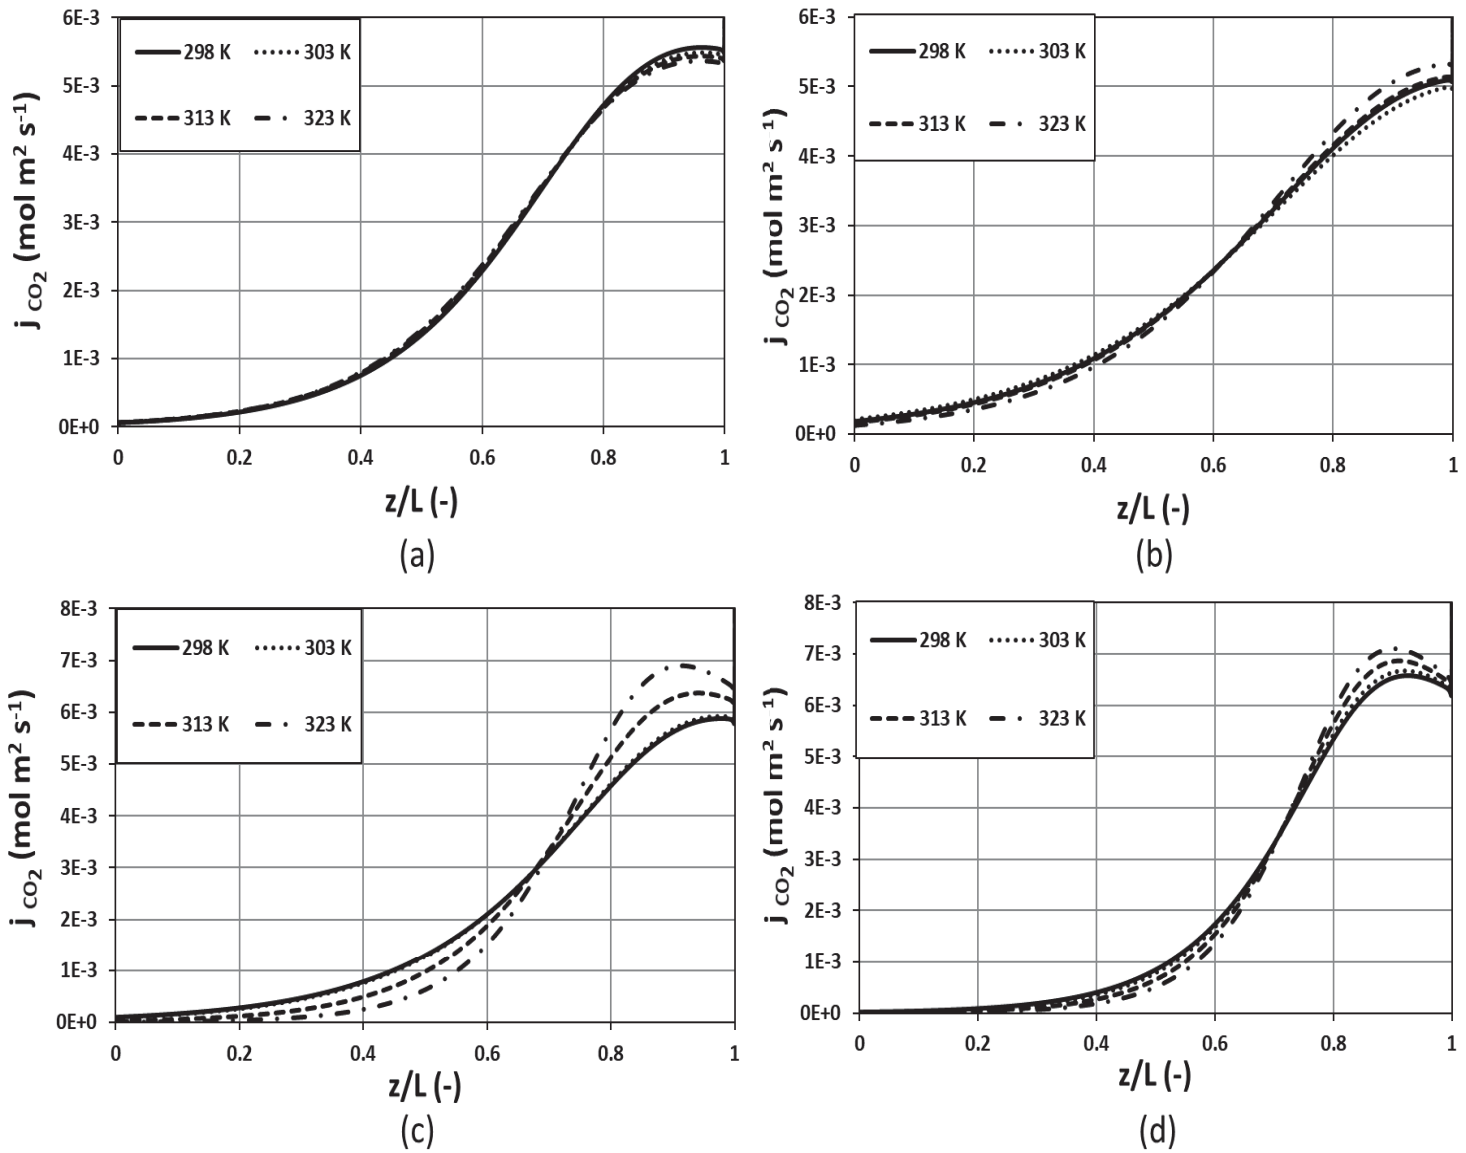 6E-3
5E-3
4E-3
3E-3
2E-3
1E-3
0E+0
298 K 303 K
313 K 323 K
j CO2 (mol m² s⁻¹)
0 0.2 0.4 0.6 0.8 1
z/L (-)
(a)
6E-3
5E-3
4E-3
3E-3
2E-3
1E-3
0E+0
298 K 303 K
313 K 323 K
j CO2 (mol m² s ⁻¹)
0 0.2 0.4 0.6 0.8 1
z/L (-)
(b)
8E-3
7E-3
6E-3
5E-3
4E-3
3E-3
2E-3
1E-3
0E+0
298 K 303 K
313 K 323 K
j CO2 (mol m² s⁻¹)
0 0.2 0.4 0.6 0.8 1
z/L (-)
(c)
8E-3
7E-3
6E-3
5E-3
4E-3
3E-3
2E-3
1E-3
0E+0
298 K 303 K
313 K 323 K
j CO2 (mol m² s ⁻¹)
0 0.2 0.4 0.6 0.8 1
z/L (-)
(d)